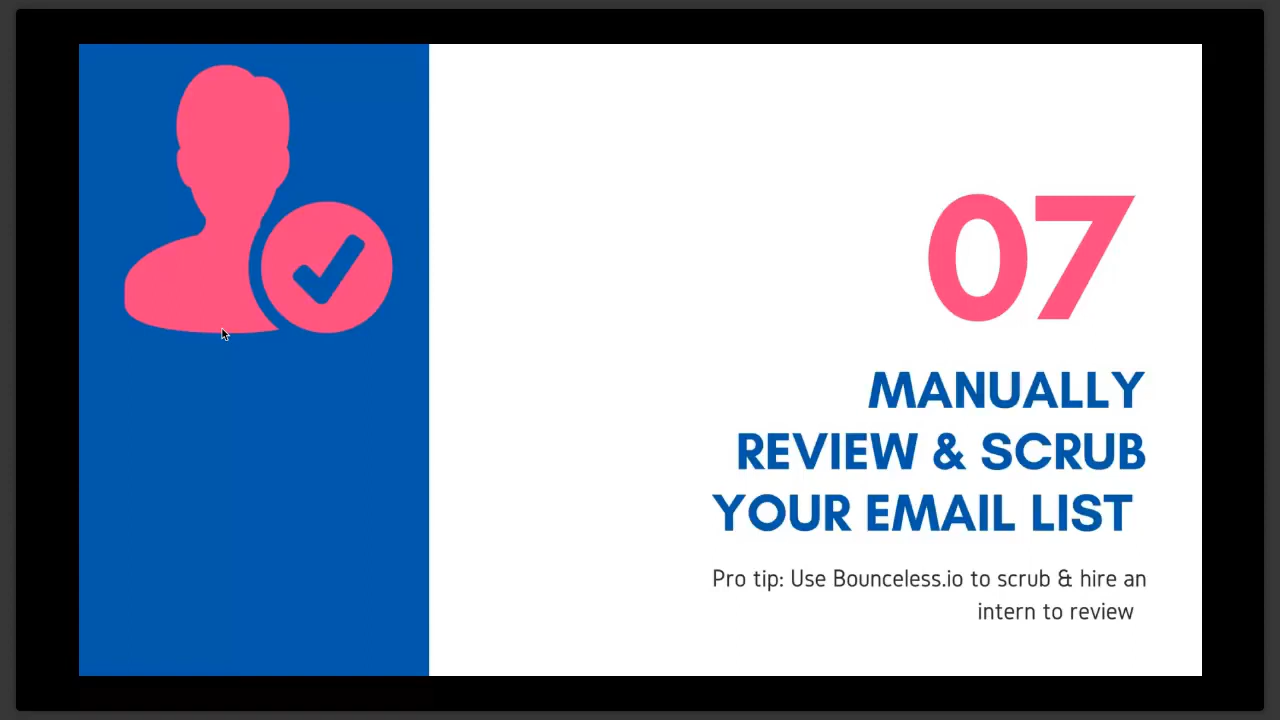 07
MANUALLY
REVIEW & SCRUB
YOUR EMAIL LIST
Pro tip: Use Bounceless.io to scrub & hire an
intern to review